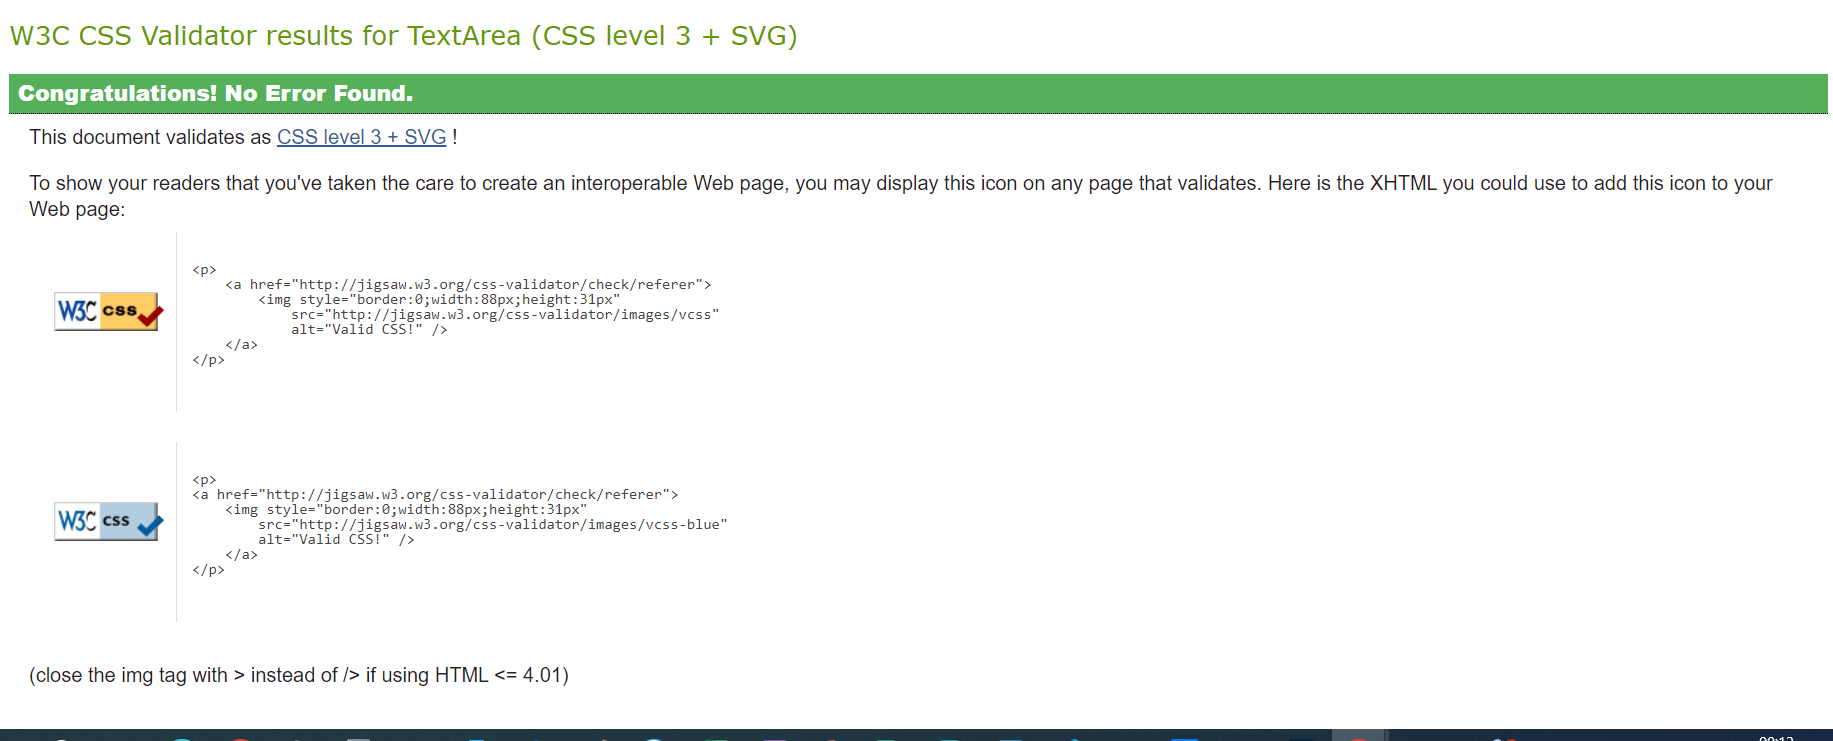 W3C CSS Validator results for TextArea (CSS level 3 + SVG)
Congratulations! No Error Found.
This document validates as CSS level 3 + SVG !
To show your readers that you've taken the care to create an interoperable Web page, you may display this icon on any page that validates. Here is the XHTML you could use to add this icon to your
Web page:
W3C css
<p>
<a href="http://jigsaw.w3.org/css-validator/check/referer">
<img style="border:0;width:88px;height:31px"
src="http://jigsaw.w3.org/css-validator/images/vcss"
alt="Valid CSS!" />
</a>
</p>
W3C css
<p>
<a href="http://jigsaw.w3.org/css-validator/check/referer">
<img style="border:0;width:88px;height:31px"
src="http://jigsaw.w3.org/css-validator/images/vcss-blue"
alt="Valid CSS!" />
</a>
</p>
(close the img tag with > instead of /> if using HTML <= 4.01)